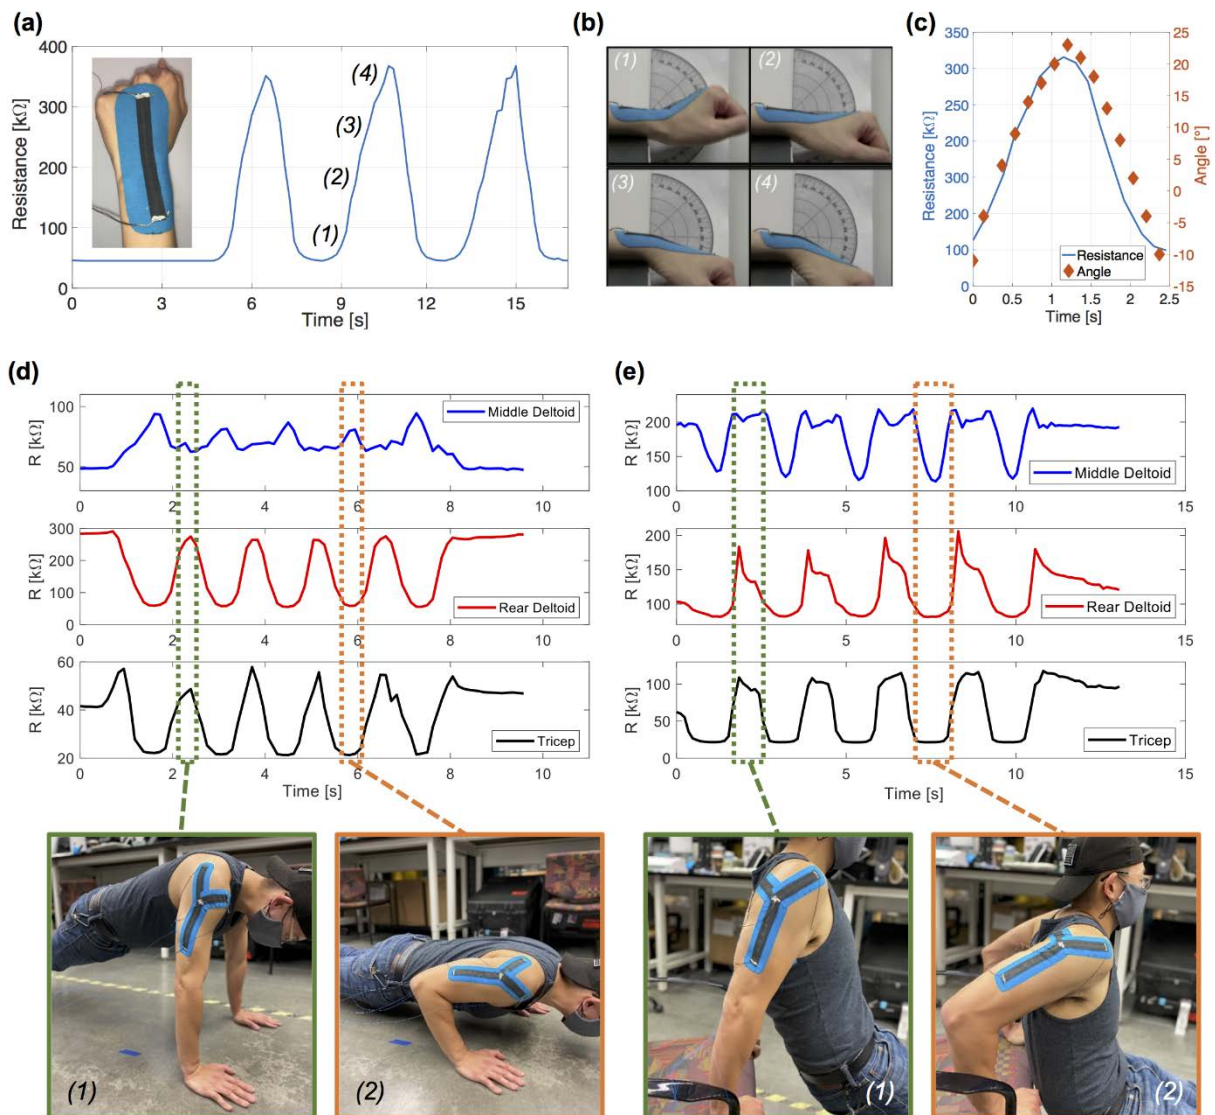 (a)
400
300
200
100
0
Resistance [kΩ]
(1)
(2)
(3)
(4)
0 3 6 9 12 15
Time [s]
(b)
(1) (2)
(3) (4)
(c)
350
300
350
200
300
150
100
0
Resistance [kΩ]
Resistance
Angle
25
20
15
10
5
0
-5
-10
-15
Angle [°]
0 0.5 1 1.5 2 2.5
Time [s]
(d)
100
50
R [kΩ]
Middle Deltoid
0 2 4 6 8 10
300
200
100
0
R [kΩ]
Rear Deltoid
0 2 4 6 8 10
60
40
20
R [kΩ]
Tricep
0 2 4 6 8 10
Time [s]
(1)
(2)
(e)
200
150
100
R [kΩ]
Middle Deltoid
0 5 10 15
200
150
100
R [kΩ]
Rear Deltoid
0 5 10 15
100
50
0
R [kΩ]
Tricep
0 5 10 15
Time [s]
(1)
(2)